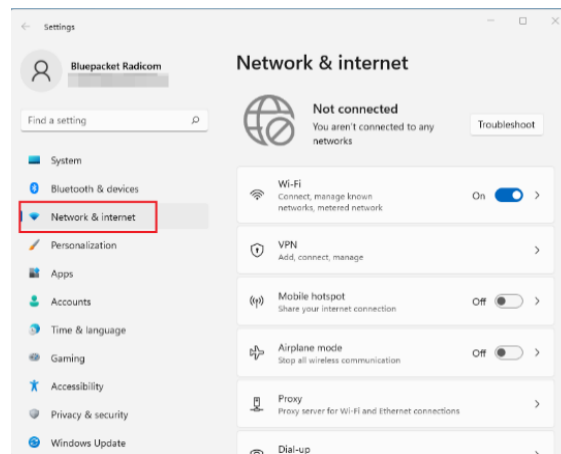 Settings
Bluepacket Radicom
Find a setting
System
Bluetooth & devices
Network & internet
Personalization
Apps
Accounts
Time & language
Gaming
Accessibility
Privacy & security
Windows Update
Network & internet
Not connected
You aren't connected to any
networks
Troubleshoot
Wi-Fi
Connect, manage known
networks, metered network
On
VPN
Add, connect, manage
Mobile hotspot
Share your internet connection
Off
Airplane mode
Stop all wireless communication
Off
Proxy
Proxy server for Wi-Fi and Ethernet connections
Dial-up